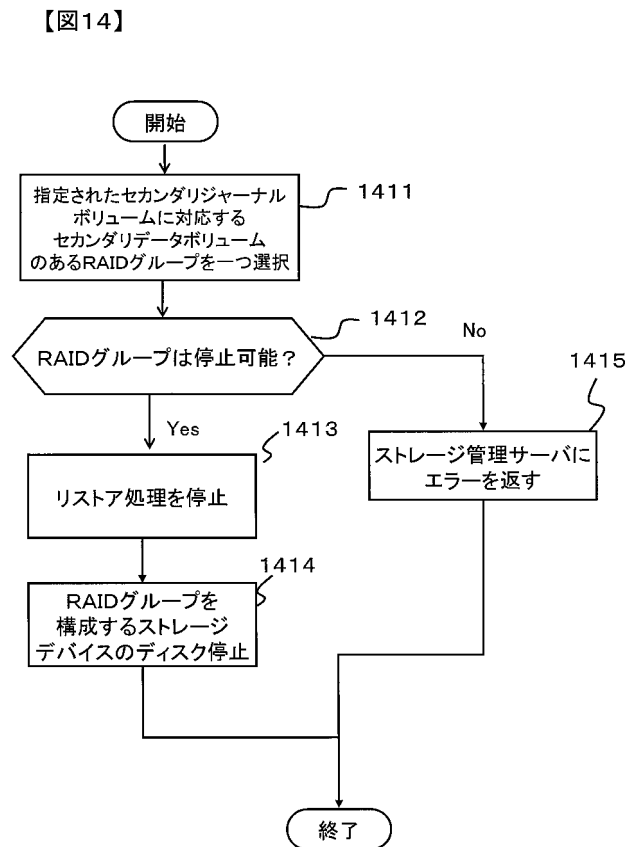 【図14】
開始
指定されたセカンダリジャーナル
ボリュームに対応する
セカンダリデータボリューム
のあるRAIDグループを一つ選択
1411
RAIDグループは停止可能？
1412
No
Yes
1413
リストア処理を停止
1415
ストレージ管理サーバに
エラーを返す
1414
RAIDグループを
構成するストレージ
デバイスのディスク停止
終了